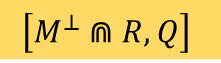 [𝑀^⊥ ⋒ 𝑅, 𝑄]